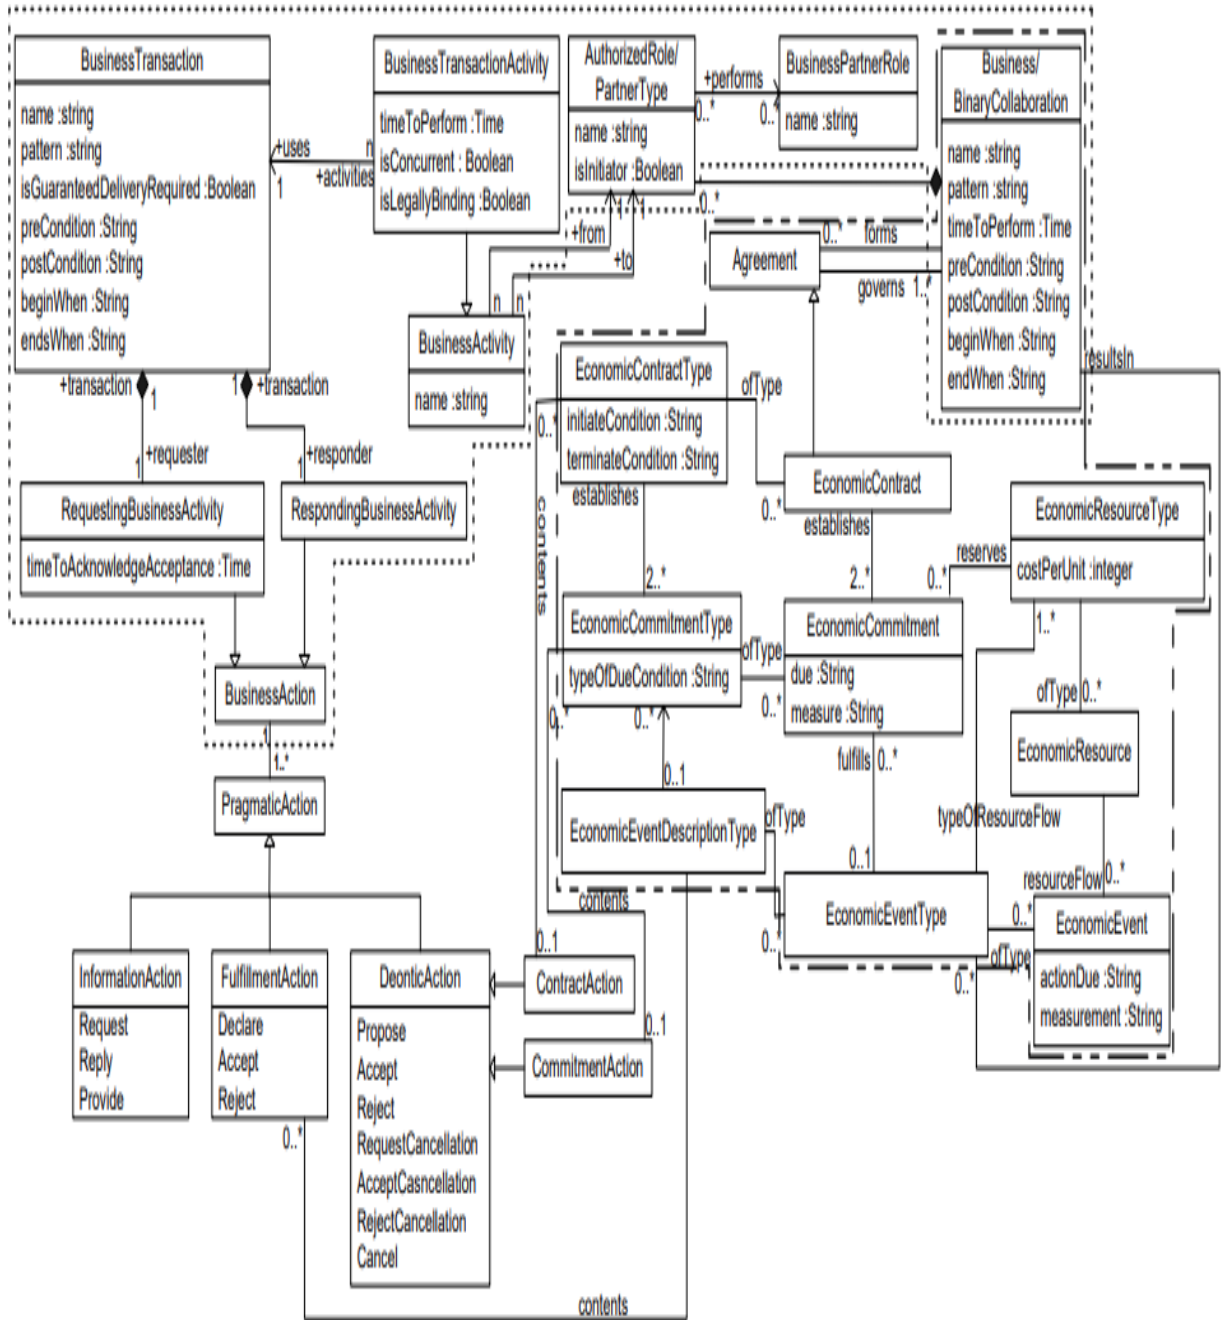 BusinessTransaction
name :string
pattern :string
isGuaranteedDeliveryRequired :Boolean
preCondition :String
postCondition :String
beginWhen :String
endsWhen :String
+uses
1
n
+activities
BusinessTransactionActivity
timeToPerform :Time
isConcurrent : Boolean
isLegallyBinding :Boolean
AuthorizedRole/
PartnerType
name :string
isInitiator :Boolean
+performs
0..*
0..*
BusinessPartnerRole
name :string
Business/
BinaryCollaboration
name :string
pattern :string
timeToPerform :Time
preCondition :String
postCondition :String
beginWhen :String
endWhen :String
0..*
1
1
+from
+to
n
n
BusinessActivity
name :string
Agreement
0..*
forms
governs
1..*
resultsIn
+transaction
1
1
+transaction
+requester
1
+responder
1
RequestingBusinessActivity
timeToAcknowledgeAcceptance :Time
RespondingBusinessActivity
EconomicContractType
initiateCondition :String
terminateCondition :String
0..*
ofType
0..*
contents
establishes
2..*
EconomicContract
establishes
2..*
EconomicResourceType
costPerUnit :integer
reserves
0..*
1..*
EconomicCommitmentType
typeOfDueCondition :String
ofType
0..*
0..*
0..*
EconomicCommitment
due :String
measure :String
fulfills
0..*
ofType
0..*
EconomicResource
BusinessAction
1
1..*
PragmaticAction
0..1
EconomicEventDescriptionType
ofType
0..*
0..1
typeOfResourceFlow
resourceFlow
0..*
EconomicEventType
0..*
ofType
0..*
EconomicEvent
actionDue :String
measurement :String
contents
0..1
InformationAction
Request
Reply
Provide
FulfillmentAction
Declare
Accept
Reject
0..*
DeonticAction
Propose
Accept
Reject
RequestCancellation
AcceptCasncellation
RejectCancellation
Cancel
ContractAction
0..1
CommitmentAction
contents